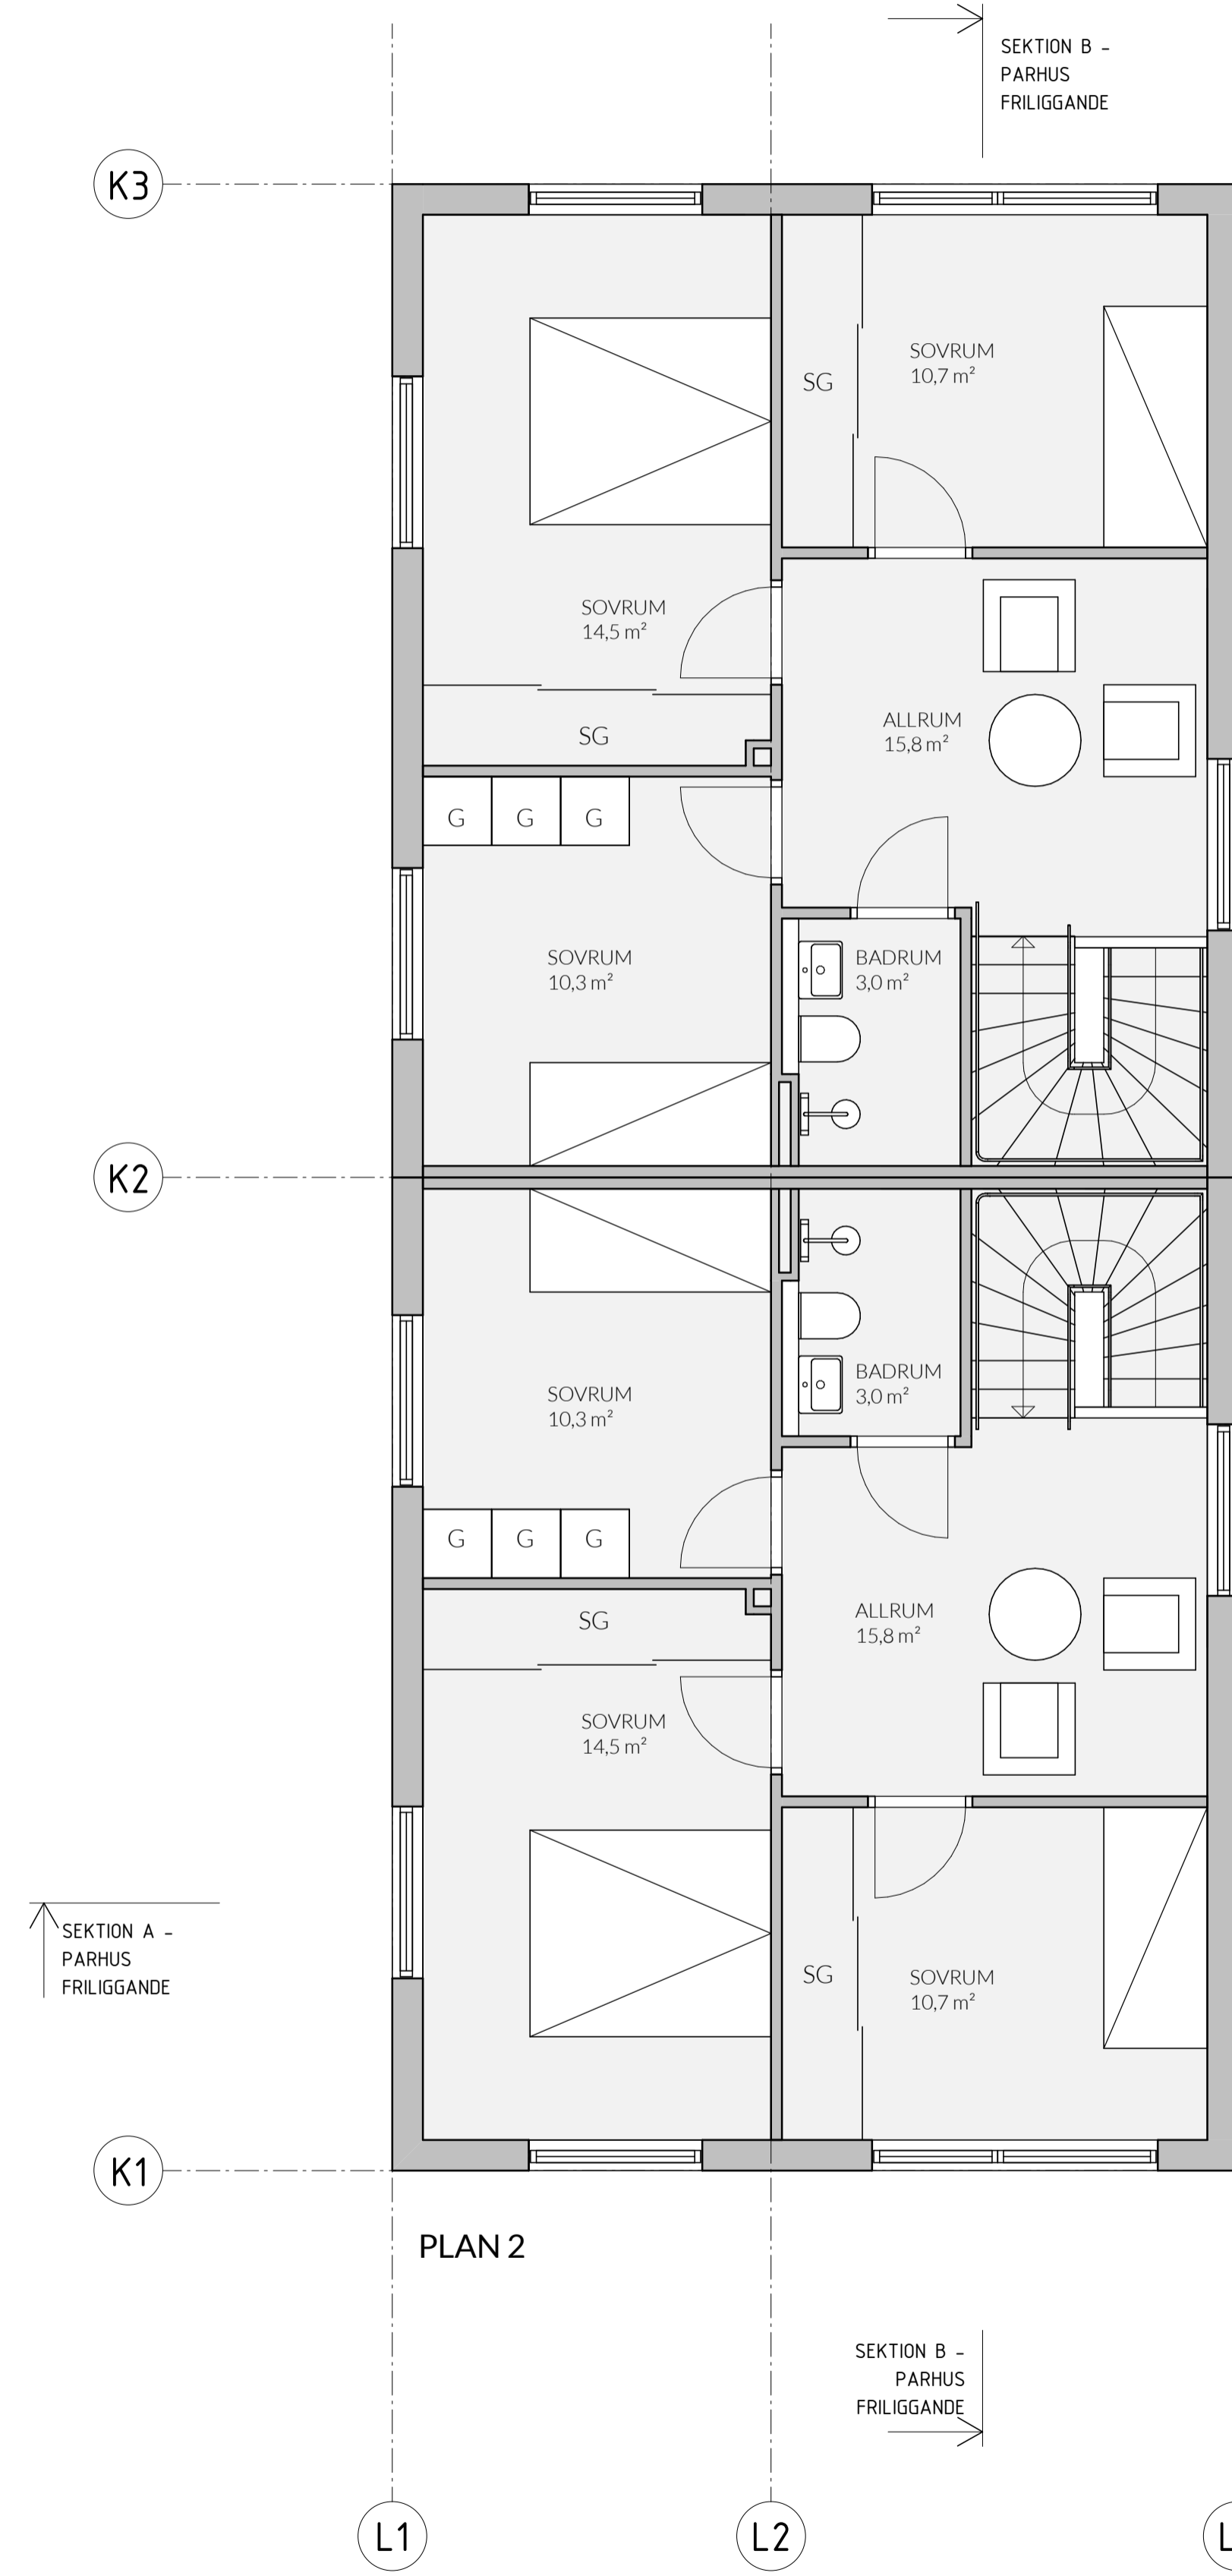 SEKTION B -
PARHUS
FRILIGGANDE
K3
SOVRUM
10,7 m²
SG
SOVRUM
14,5 m²
SG
ALLRUM
15,8 m²
G G G
SOVRUM
10,3 m²
BADRUM
3,0 m²
K2
BADRUM
3,0 m²
SOVRUM
10,3 m²
G G G
ALLRUM
15,8 m²
SG
SOVRUM
14,5 m²
SEKTION A -
PARHUS
FRILIGGANDE
SG
SOVRUM
10,7 m²
K1
PLAN 2
SEKTION B -
PARHUS
FRILIGGANDE
L1
L2
L